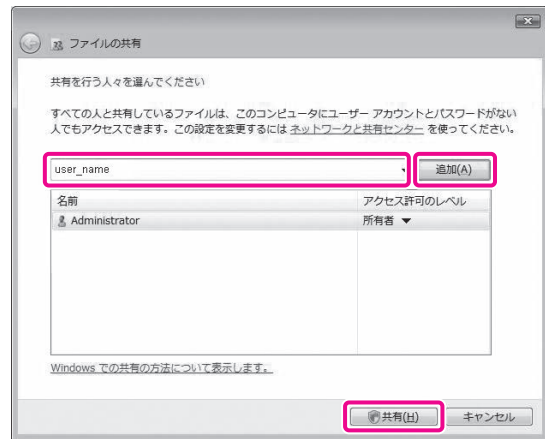 ファイルの共有
共有を行う人々を選んでください
すべての人と共有しているファイルは、このコンピュータにユーザー アカウントとパスワードがない
人でもアクセスできます。この設定を変更するには ネットワークと共有センター を使ってください。
user_name 追加(A)
名前 アクセス許可のレベル
Administrator 所有者 ▼
Windows での共有の方法について表示します。
共有(H) キャンセル